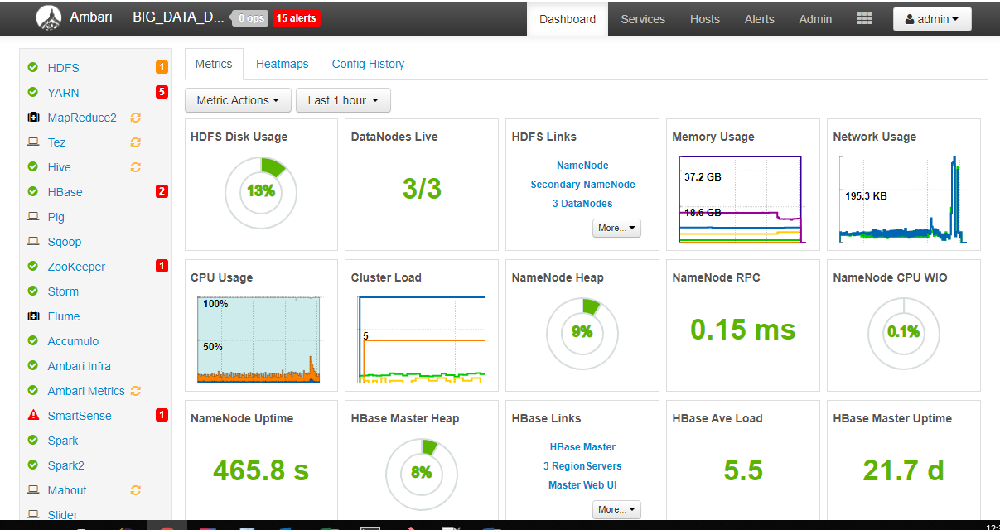 Ambari BIG_DATA_D... 0 ops 15 alerts Dashboard Services Hosts Alerts Admin admin
HDFS 1
YARN 5
MapReduce2
Tez
Hive
HBase 2
Pig
Sqoop
ZooKeeper 1
Storm
Flume
Accumulo
Ambari Infra
Ambari Metrics
SmartSense 1
Spark
Spark2
Mahout
Slider
Metrics Heatmaps Config History
Metric Actions Last 1 hour
HDFS Disk Usage
13%
DataNodes Live
3/3
HDFS Links
NameNode
Secondary NameNode
3 DataNodes
More...
Memory Usage
37.2 GB
18.6 GB
Network Usage
195.3 KB
CPU Usage
100%
50%
Cluster Load
5
NameNode Heap
9%
NameNode RPC
0.15 ms
NameNode CPU WIO
0.1%
NameNode Uptime
465.8 s
HBase Master Heap
8%
HBase Links
HBase Master
3 RegionServers
Master Web UI
More...
HBase Ave Load
5.5
HBase Master Uptime
21.7 d